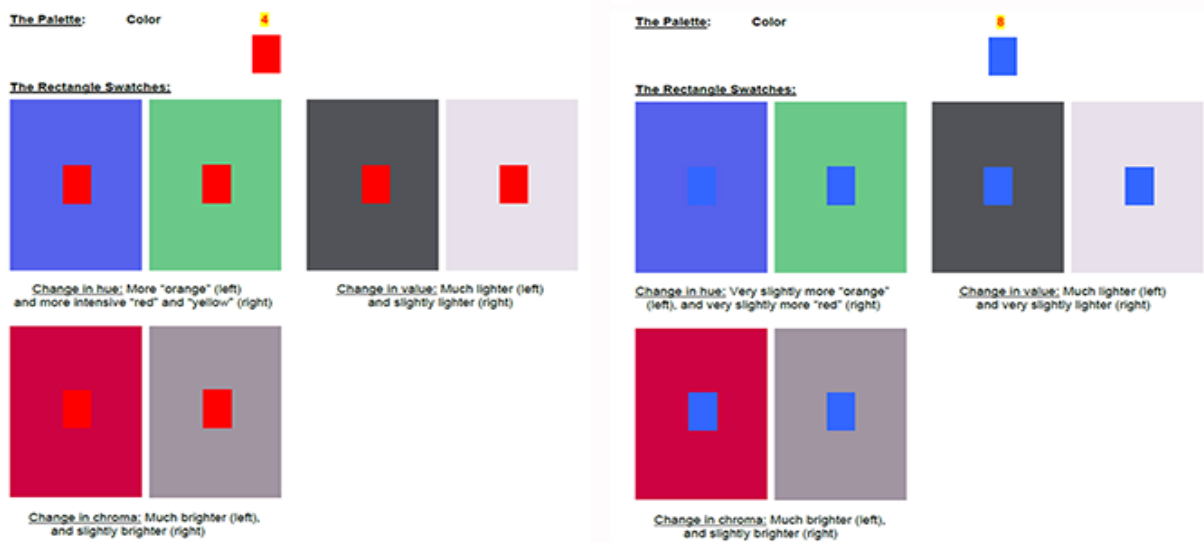 The Palette: Color 4
The Rectangle Swatches:
Change in hue: More "orange" (left)
and more intensive "red" and "yellow" (right)
Change in value: Much lighter (left)
and slightly lighter (right)
Change in chroma: Much brighter (left),
and slightly brighter (right)
The Palette: Color 8
The Rectangle Swatches:
Change in hue: Very slightly more "orange"
(left), and very slightly more "red" (right)
Change in value: Much lighter (left)
and very slightly lighter (right)
Change in chroma: Much brighter (left),
and slightly brighter (right)